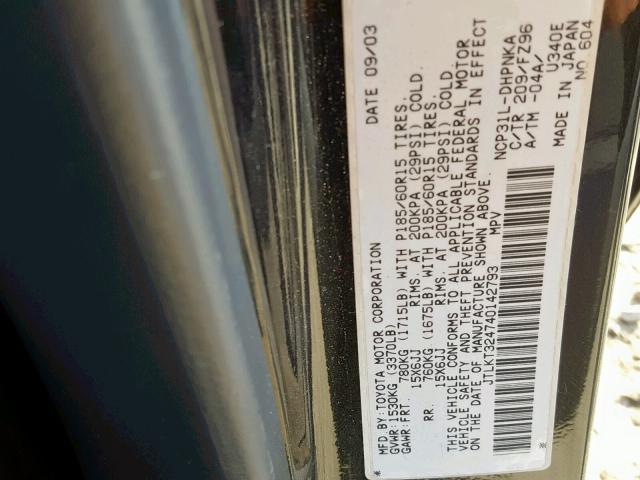 MFD.BY:TOYOTA MOTOR CORPORATION DATE 09/03
GVWR:1530KG (3370LB)
GAWR:FRT. 780KG (1715LB) WITH P185/60R15 TIRES.
15X6JJ RIMS. AT 200KPA (29PSI) COLD.
RR. 760KG (1675LB) WITH P185/60R15 TIRES.
15X6JJ RIMS. AT 200KPA (29PSI) COLD.
THIS VEHICLE CONFORMS TO ALL APPLICABLE FEDERAL MOTOR
VEHICLE SAFETY AND THEFT PREVENTION STANDARDS IN EFFECT
ON THE DATE OF MANUFACTURE SHOWN ABOVE.
JTLKT324740142793 MPV
NCP31L-DHPNKA
C/TR 209/FZ96
A/TM -04A/ U340E
MADE IN JAPAN
NO 604